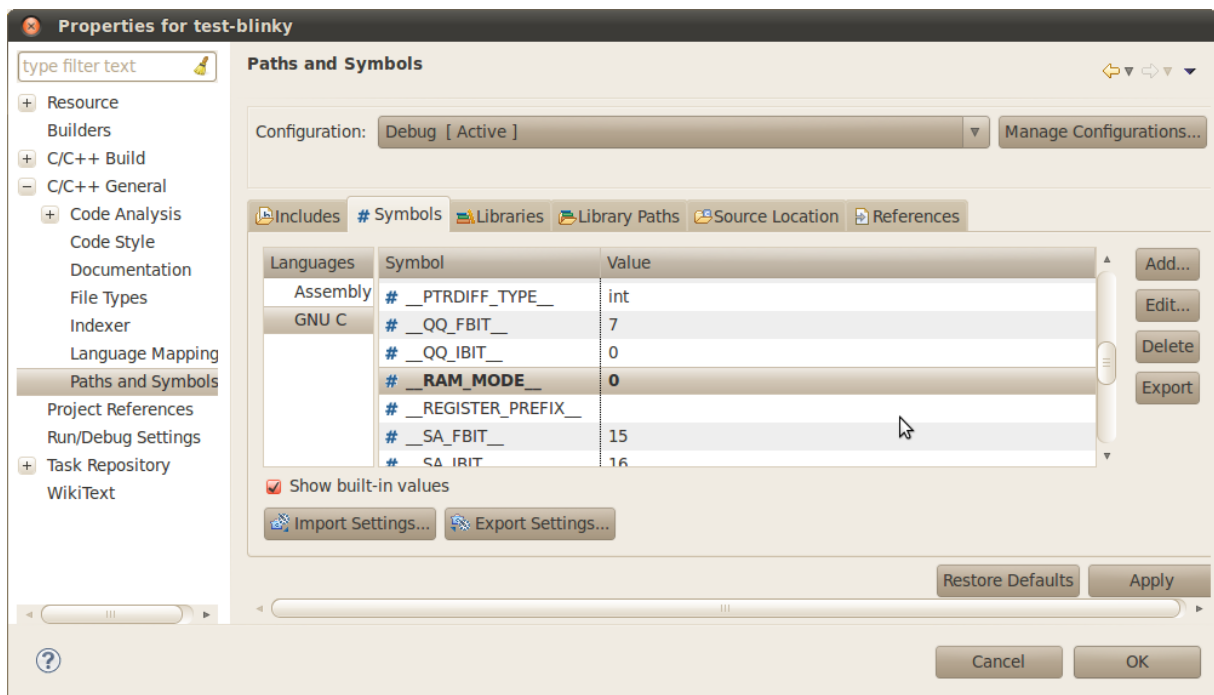 Properties for test-blinky
type filter text
Resource
Builders
C/C++ Build
C/C++ General
Code Analysis
Code Style
Documentation
File Types
Indexer
Language Mapping
Paths and Symbols
Project References
Run/Debug Settings
Task Repository
WikiText
Paths and Symbols
Configuration: Debug [ Active ] Manage Configurations...
Includes # Symbols Libraries Library Paths Source Location References
Languages Symbol Value
Assembly
GNU C
# __PTRDIFF_TYPE__ int
# __QQ_FBIT__ 7
# __QQ_IBIT__ 0
# __RAM_MODE__ 0
# __REGISTER_PREFIX__
# __SA_FBIT__ 15
# __SA_IBIT__ 16
Add...
Edit...
Delete
Export
Show built-in values
Import Settings... Export Settings...
Restore Defaults Apply
? Cancel OK